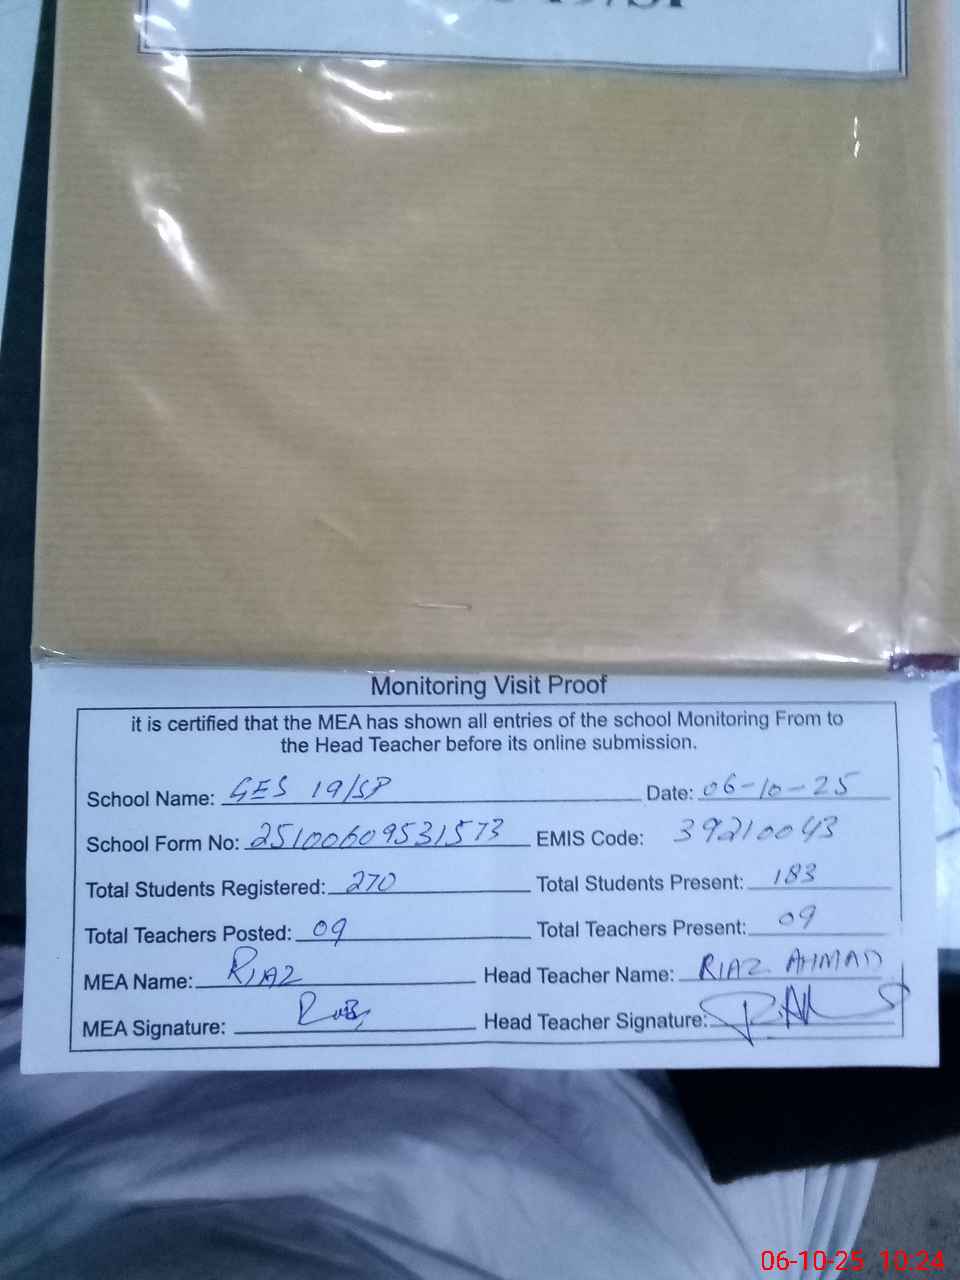 Monitoring Visit Proof
it is certified that the MEA has shown all entries of the school Monitoring From to
the Head Teacher before its online submission.
School Name: GES 19/SP Date: 06-10-25
School Form No: 25100609531573 EMIS Code: 39210043
Total Students Registered: 270 Total Students Present: 183
Total Teachers Posted: 09 Total Teachers Present: 09
MEA Name: RIAZ Head Teacher Name: RIAZ AHMAD
MEA Signature: Head Teacher Signature:
06-10-25 10:24